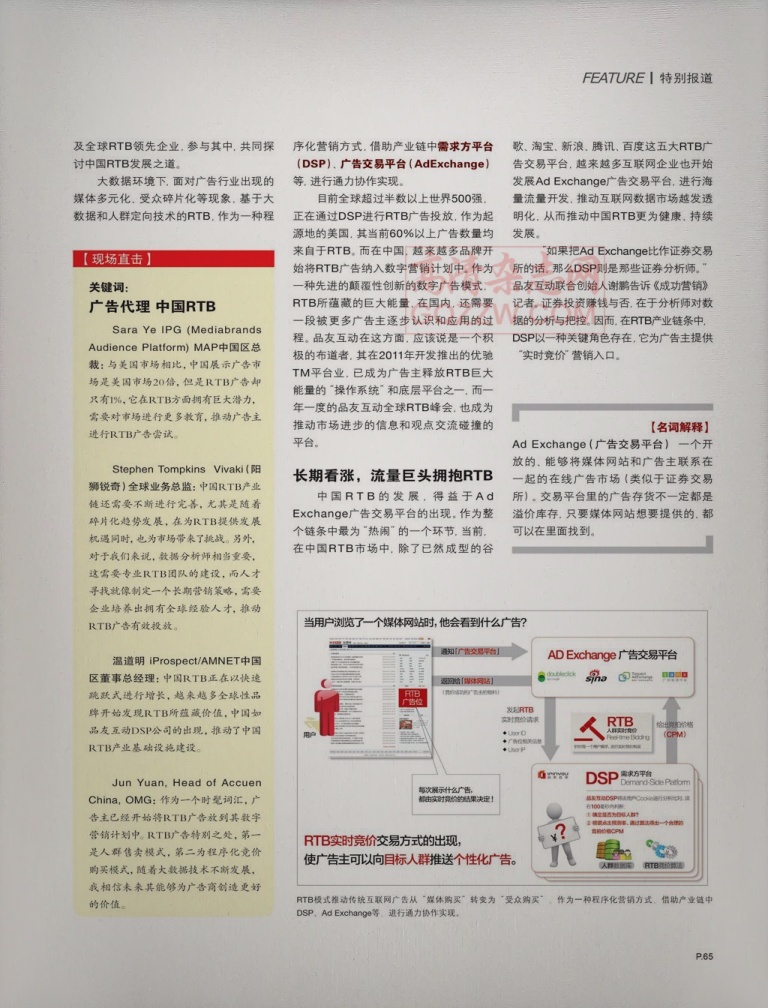 FEATURE | 特别报道
及全球RTB领先企业，参与其中，共同探
讨中国RTB发展之道。
大数据环境下，面对广告行业出现的
媒体多元化、受众碎片化等现象，基于大
数据和人群定向技术的RTB，作为一种程
【现场直击】
关键词：
广告代理 中国RTB
Sara Ye IPG (Mediabrands
Audience Platform) MAP中国区总
裁：与美国市场相比，中国展示广告市
场是美国市场20倍，但是RTB广告却
只有1%，它在RTB方面拥有巨大潜力，
需要对市场进行更多教育，推动广告主
进行RTB广告尝试。
Stephen Tompkins Vivaki(阳
狮锐奇)全球业务总监：中国RTB产业
链还需要不断进行完善，尤其是随着
碎片化趋势发展，在为RTB提供发展
机遇同时，也为市场带来了挑战。另外，
对于我们来说，数据分析师相当重要，
这需要专业RTB团队的建设，而人才
寻找就像制定一个长期营销策略，需要
企业培养出拥有全球经验人才，推动
RTB广告有效投放。
温道明 iProspect/AMNET中国
区董事总经理：中国RTB正在以快速
跳跃式进行增长，越来越多全球性品
牌开始发现RTB所蕴藏价值，中国如
品友互动DSP公司的出现，推动了中国
RTB产业基础设施建设。
Jun Yuan, Head of Accuen
China, OMG：作为一个时髦词汇，广
告主已经开始将RTB广告放到其数字
营销计划中。RTB广告特别之处，第一
是人群售卖模式，第二为程序化竞价
购买模式，随着大数据技术不断发展，
我相信未来其能够为广告商创造更好
的价值。
序化营销方式，借助产业链中需求方平台
(DSP)、广告交易平台(AdExchange)
等，进行通力协作实现。
目前全球超过半数以上世界500强，
正在通过DSP进行RTB广告投放，作为起
源地的美国，其当前60%以上广告数量均
来自于RTB。而在中国，越来越多品牌开
始将RTB广告纳入数字营销计划中。作为
一种先进的颠覆性创新的数字广告模式，
RTB所蕴藏的巨大能量，在国内，还需要
一段被更多广告主逐步认识和应用的过
程。品友互动在这方面，应该说是一个积
极的布道者，其在2011年开发推出的优驰
TM平台业，已成为广告主释放RTB巨大
能量的“操作系统”和底层平台之一，而一
年一度的品友互动全球RTB峰会，也成为
推动市场进步的信息和观点交流碰撞的
平台。
长期看涨，流量巨头拥抱RTB
中国RTB的发展，得益于Ad
Exchange广告交易平台的出现。作为整
个链条中最为“热闹”的一个环节，当前，
在中国RTB市场中，除了已然成型的谷
歌、淘宝、新浪、腾讯、百度这五大RTB广
告交易平台，越来越多互联网企业也开始
发展Ad Exchange广告交易平台，进行海
量流量开发，推动互联网数据市场越发透
明化，从而推动中国RTB更为健康、持续
发展。
“如果把Ad Exchange比作证券交易
所的话，那么DSP则是那些证券分析师。”
品友互动联合创始人谢鹏告诉《成功营销》
记者，证券投资赚钱与否，在于分析师对数
据的分析与把控，因而，在RTB产业链条中，
DSP以一种关键角色存在，它为广告主提供
“实时竞价”营销入口。
【名词解释】
Ad Exchange(广告交易平台) 一个开
放的、能够将媒体网站和广告主联系在
一起的在线广告市场(类似于证券交易
所)。交易平台里的广告存货不一定都是
溢价库存，只要媒体网站想要提供的，都
可以在里面找到。
高清杂志网
GQZZW.COM
当用户浏览了一个媒体网站时，他会看到什么广告？
通知【广告交易平台】
返回给【媒体网站】
(竞价成功的广告主的物料)
RTB
广告位
用户
每次展示什么广告，
都由实时竞价的结果决定！
发起RTB
实时竞价请求
User ID
广告位相关信息
User IP
AD Exchange 广告交易平台
doubleclick
sina
RTB
人群实时竞价
Real-time Bidding
给出竞拍价格
(CPM)
DSP 需求方平台
Demand-Side Platform
¥?
人群数据库
RTB竞价算法
RTB实时竞价交易方式的出现，
使广告主可以向目标人群推送个性化广告。
RTB模式推动传统互联网广告从“媒体购买”转变为“受众购买”，作为一种程序化营销方式，借助产业链中
DSP、Ad Exchange等，进行通力协作实现。
P.65